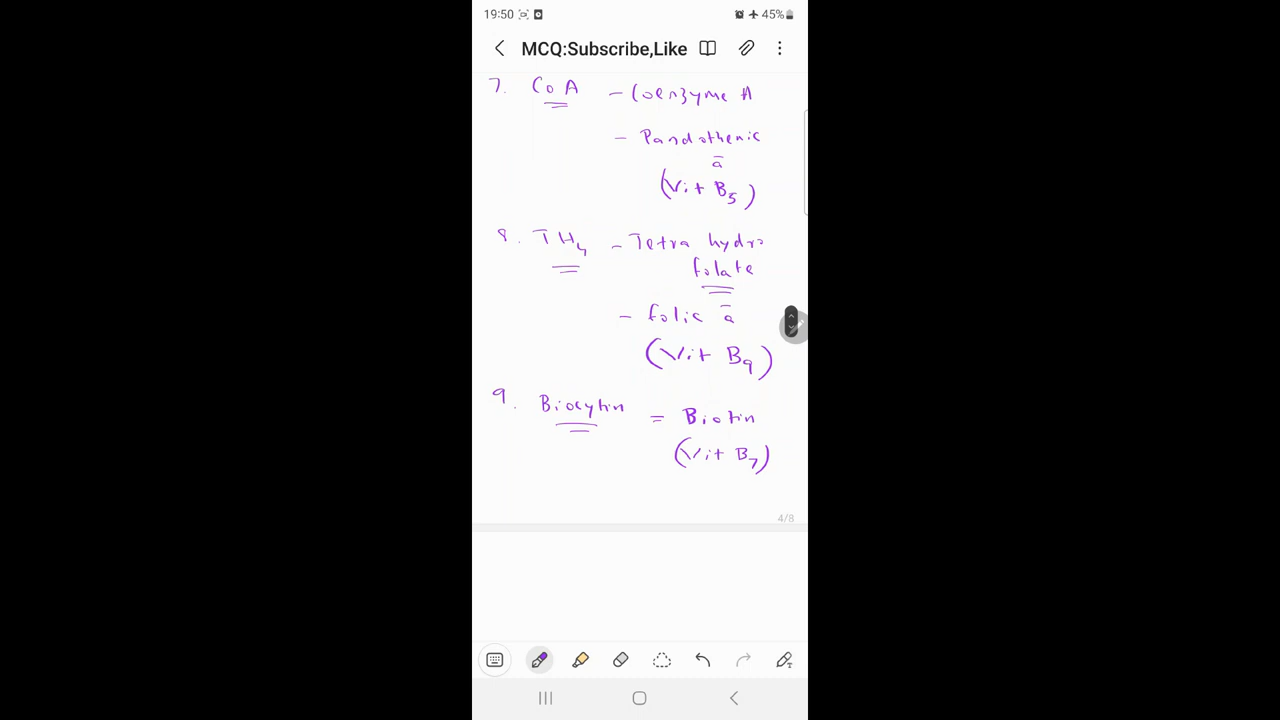 19:50 45%
MCQ:Subscribe,Like
7. CoA - Coenzyme A
- Pandothenic
ā
(Vit B5)
8. TH4 - Tetra hydro
folate
- folic ā
(Vit B9)
9. Biocytin = Biotin
(Vit B7)
4/8